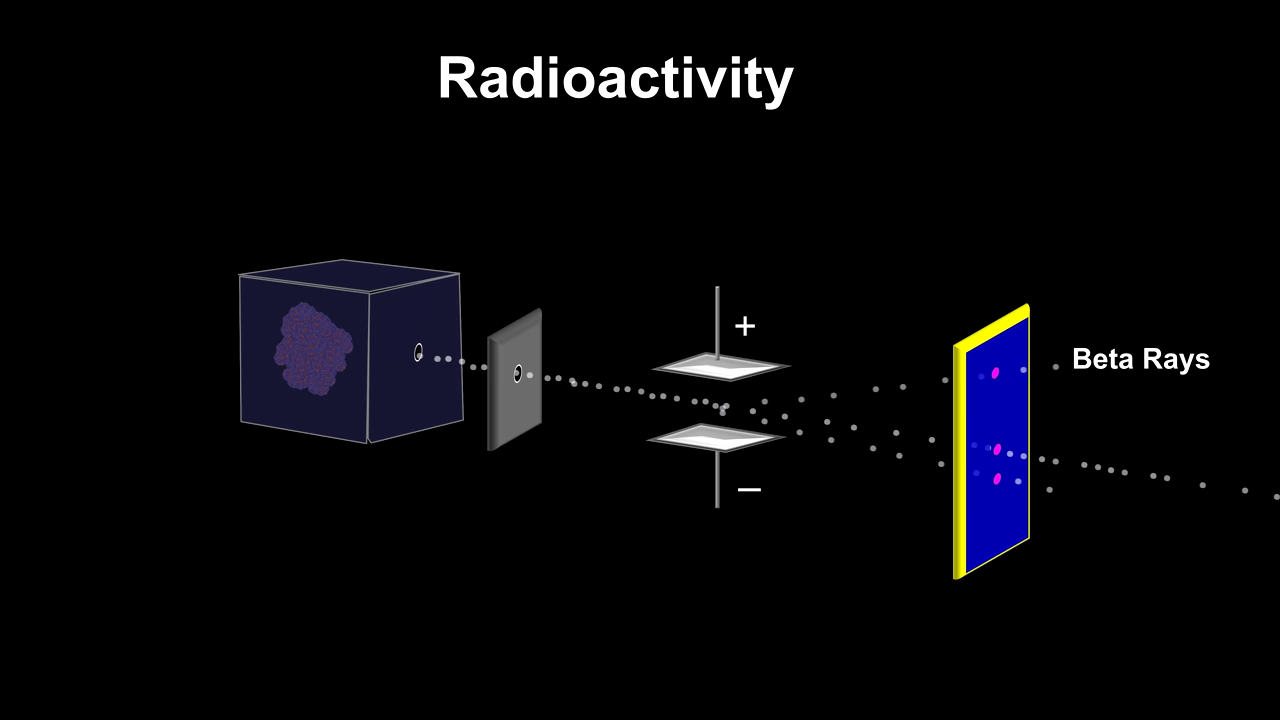 Radioactivity
+
Beta Rays
–